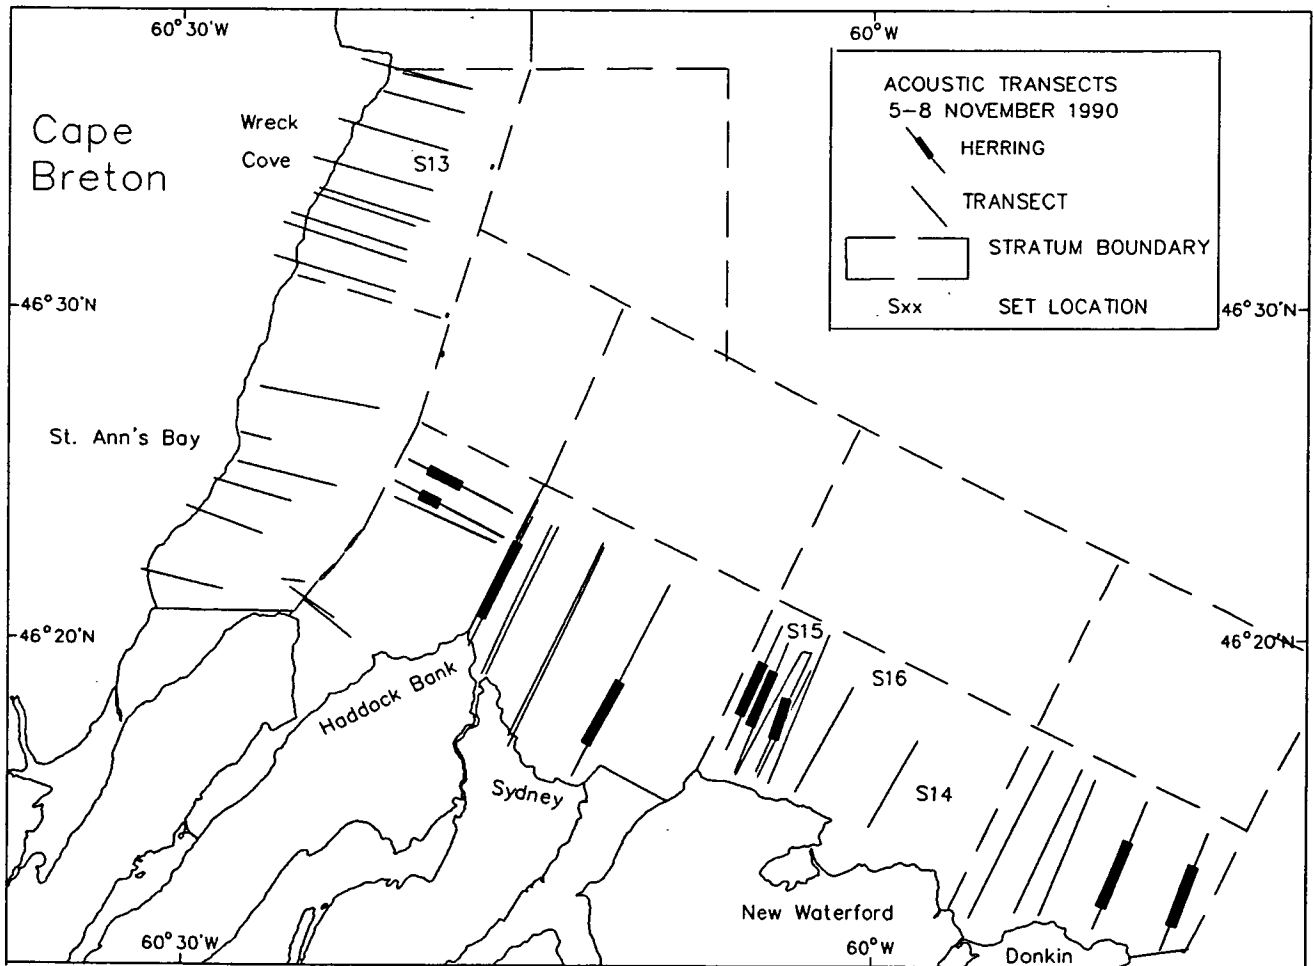 60°30'W
60°W
ACOUSTIC TRANSECTS
5-8 NOVEMBER 1990
HERRING
TRANSECT
STRATUM BOUNDARY
Sxx SET LOCATION
Cape
Breton
Wreck
Cove
S13
46°30'N
46°30'N
St. Ann's Bay
46°20'N
46°20'N
S15
S16
Haddock Bank
Sydney
S14
New Waterford
60°30'W
60°W
Donkin